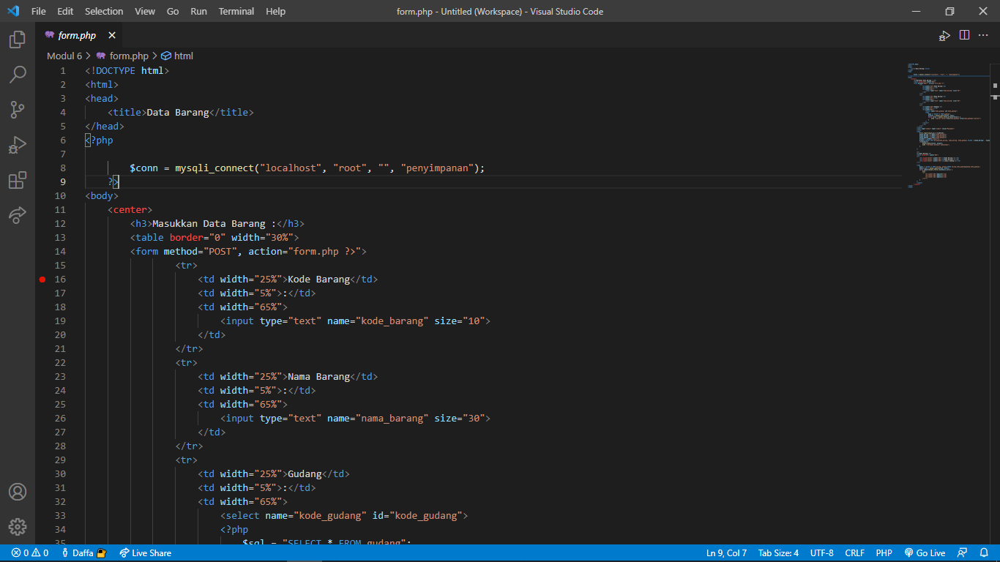 File Edit Selection View Go Run Terminal Help form.php - Untitled (Workspace) - Visual Studio Code
form.php
Modul 6 > form.php > html
1 <!DOCTYPE html>
2 <html>
3 <head>
4 <title>Data Barang</title>
5 </head>
6 <?php
7
8 $conn = mysqli_connect("localhost", "root", "", "penyimpanan");
9 ?>
10 <body>
11 <center>
12 <h3>Masukkan Data Barang :</h3>
13 <table border="0" width="30%">
14 <form method="POST", action="form.php ?>">
15 <tr>
16 <td width="25%">Kode Barang</td>
17 <td width="5%">:</td>
18 <td width="65%">
19 <input type="text" name="kode_barang" size="10">
20 </td>
21 </tr>
22 <tr>
23 <td width="25%">Nama Barang</td>
24 <td width="5%">:</td>
25 <td width="65%">
26 <input type="text" name="nama_barang" size="30">
27 </td>
28 </tr>
29 <tr>
30 <td width="25%">Gudang</td>
31 <td width="5%">:</td>
32 <td width="65%">
33 <select name="kode_gudang" id="kode_gudang">
34 <?php
35 $sql = "SELECT * FROM gudang";
0 0 Daffa Live Share Ln 9, Col 7 Tab Size: 4 UTF-8 CRLF PHP Go Live